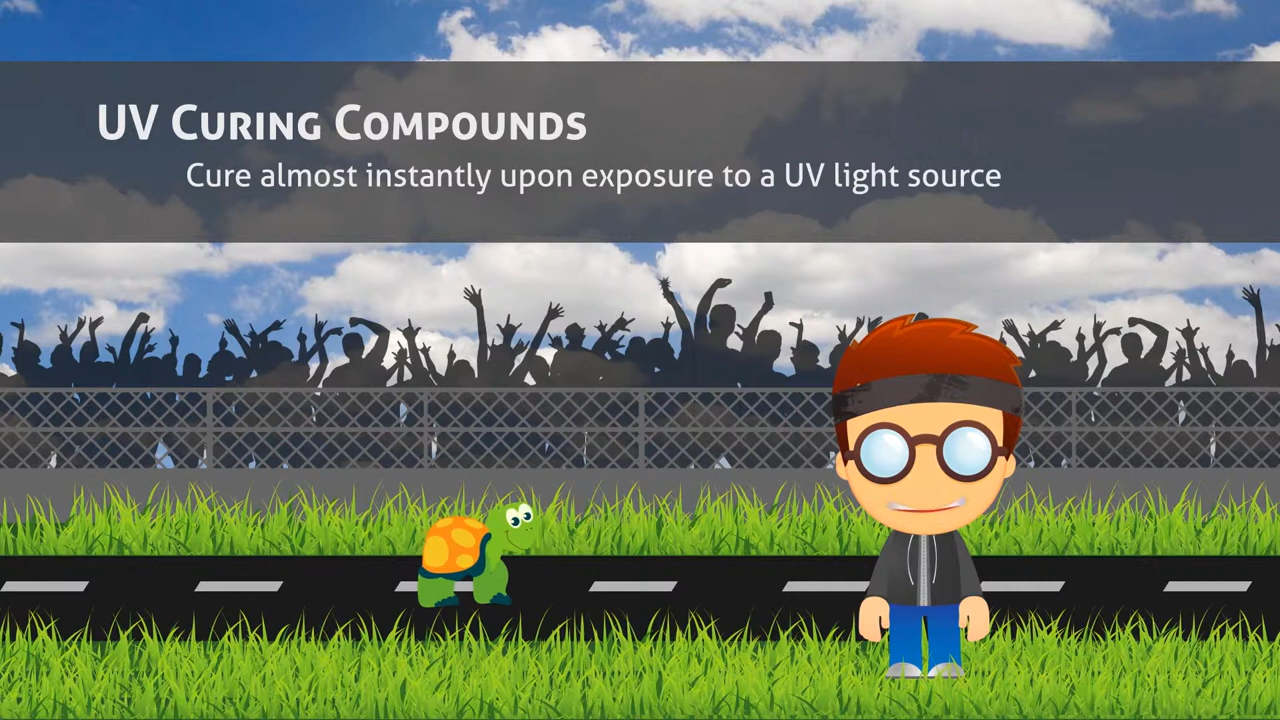 UV Curing Compounds
Cure almost instantly upon exposure to a UV light source